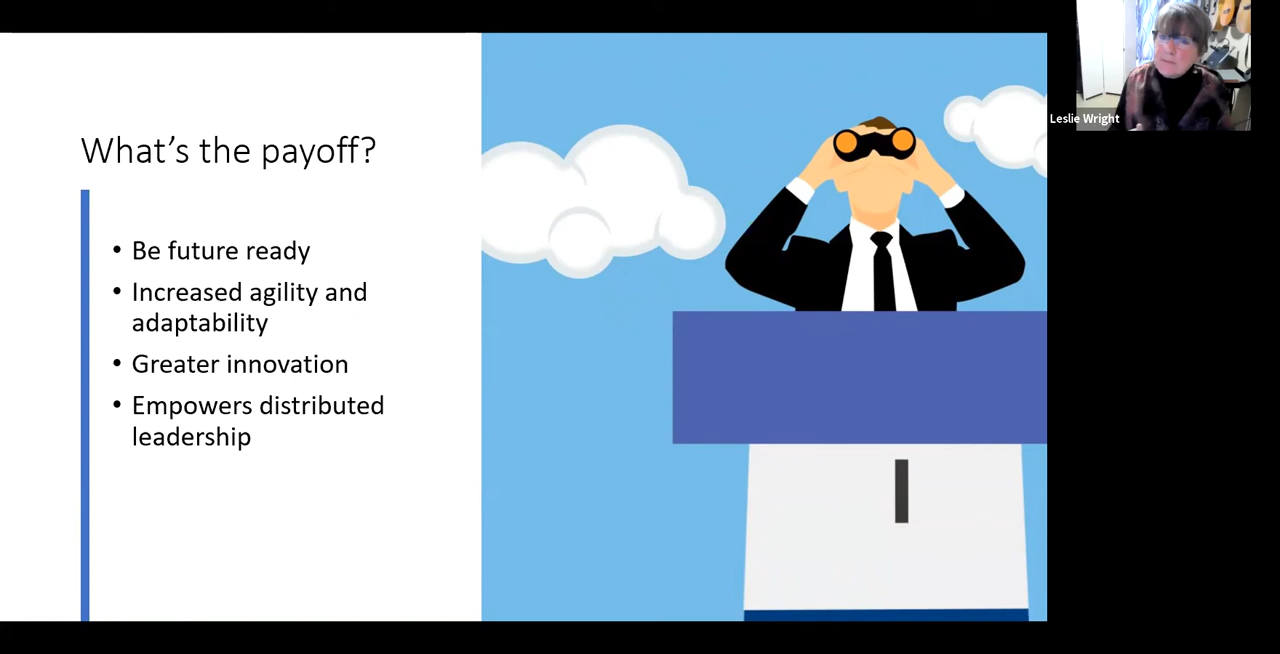 What’s the payoff?
• Be future ready
• Increased agility and
adaptability
• Greater innovation
• Empowers distributed
leadership
Leslie Wright